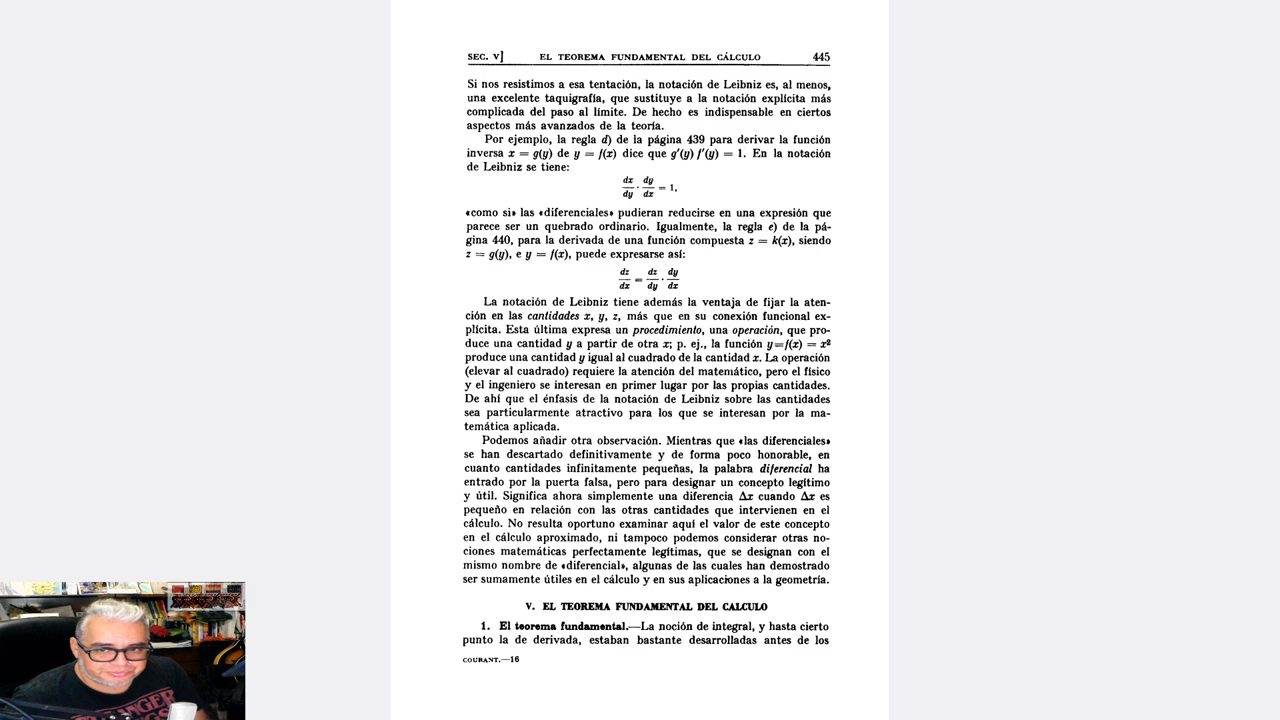 SEC. V] EL TEOREMA FUNDAMENTAL DEL CÁLCULO 445
Si nos resistimos a esa tentación, la notación de Leibniz es, al menos,
una excelente taquigrafía, que sustituye a la notación explícita más
complicada del paso al límite. De hecho es indispensable en ciertos
aspectos más avanzados de la teoría.
Por ejemplo, la regla d) de la página 439 para derivar la función
inversa x = g(y) de y = f(x) dice que g'(y) f'(y) = 1. En la notación
de Leibniz se tiene:
dx/dy · dy/dx = 1,
«como si» las «diferenciales» pudieran reducirse en una expresión que
parece ser un quebrado ordinario. Igualmente, la regla e) de la pá-
gina 440, para la derivada de una función compuesta z = k(x), siendo
z = g(y), e y = f(x), puede expresarse así:
dz/dx = dz/dy · dy/dx
La notación de Leibniz tiene además la ventaja de fijar la aten-
ción en las cantidades x, y, z, más que en su conexión funcional ex-
plícita. Esta última expresa un procedimiento, una operación, que pro-
duce una cantidad y a partir de otra x; p. ej., la función y=f(x) = x²
produce una cantidad y igual al cuadrado de la cantidad x. La operación
(elevar al cuadrado) requiere la atención del matemático, pero el físico
y el ingeniero se interesan en primer lugar por las propias cantidades.
De ahí que el énfasis de la notación de Leibniz sobre las cantidades
sea particularmente atractivo para los que se interesan por la ma-
temática aplicada.
Podemos añadir otra observación. Mientras que «las diferenciales»
se han descartado definitivamente y de forma poco honorable, en
cuanto cantidades infinitamente pequeñas, la palabra diferencial ha
entrado por la puerta falsa, pero para designar un concepto legítimo
y útil. Significa ahora simplemente una diferencia Δx cuando Δx es
pequeño en relación con las otras cantidades que intervienen en el
cálculo. No resulta oportuno examinar aquí el valor de este concepto
en el cálculo aproximado, ni tampoco podemos considerar otras no-
ciones matemáticas perfectamente legítimas, que se designan con el
mismo nombre de «diferencial», algunas de las cuales han demostrado
ser sumamente útiles en el cálculo y en sus aplicaciones a la geometría.
V. EL TEOREMA FUNDAMENTAL DEL CALCULO
1. El teorema fundamental.—La noción de integral, y hasta cierto
punto la de derivada, estaban bastante desarrolladas antes de los
COURANT.—16